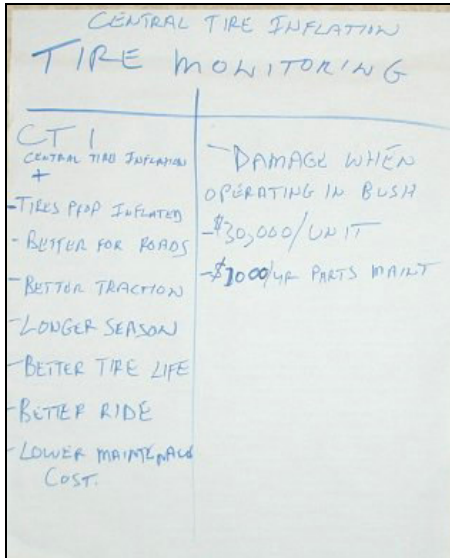 CENTRAL TIRE INFLATION
TIRE MONITORING
CTI
CENTRAL TIRE INFLATION
+
-TIRES PROP INFLATED
- BETTER FOR ROADS
- BETTER TRACTION
- LONGER SEASON
- BETTER TIRE LIFE
- BETTER RIDE
- LOWER MAINTENANCE
COST.
- DAMAGE WHEN
OPERATING IN BUSH
-$30,000/UNIT
-$1000/YR PARTS MAINT